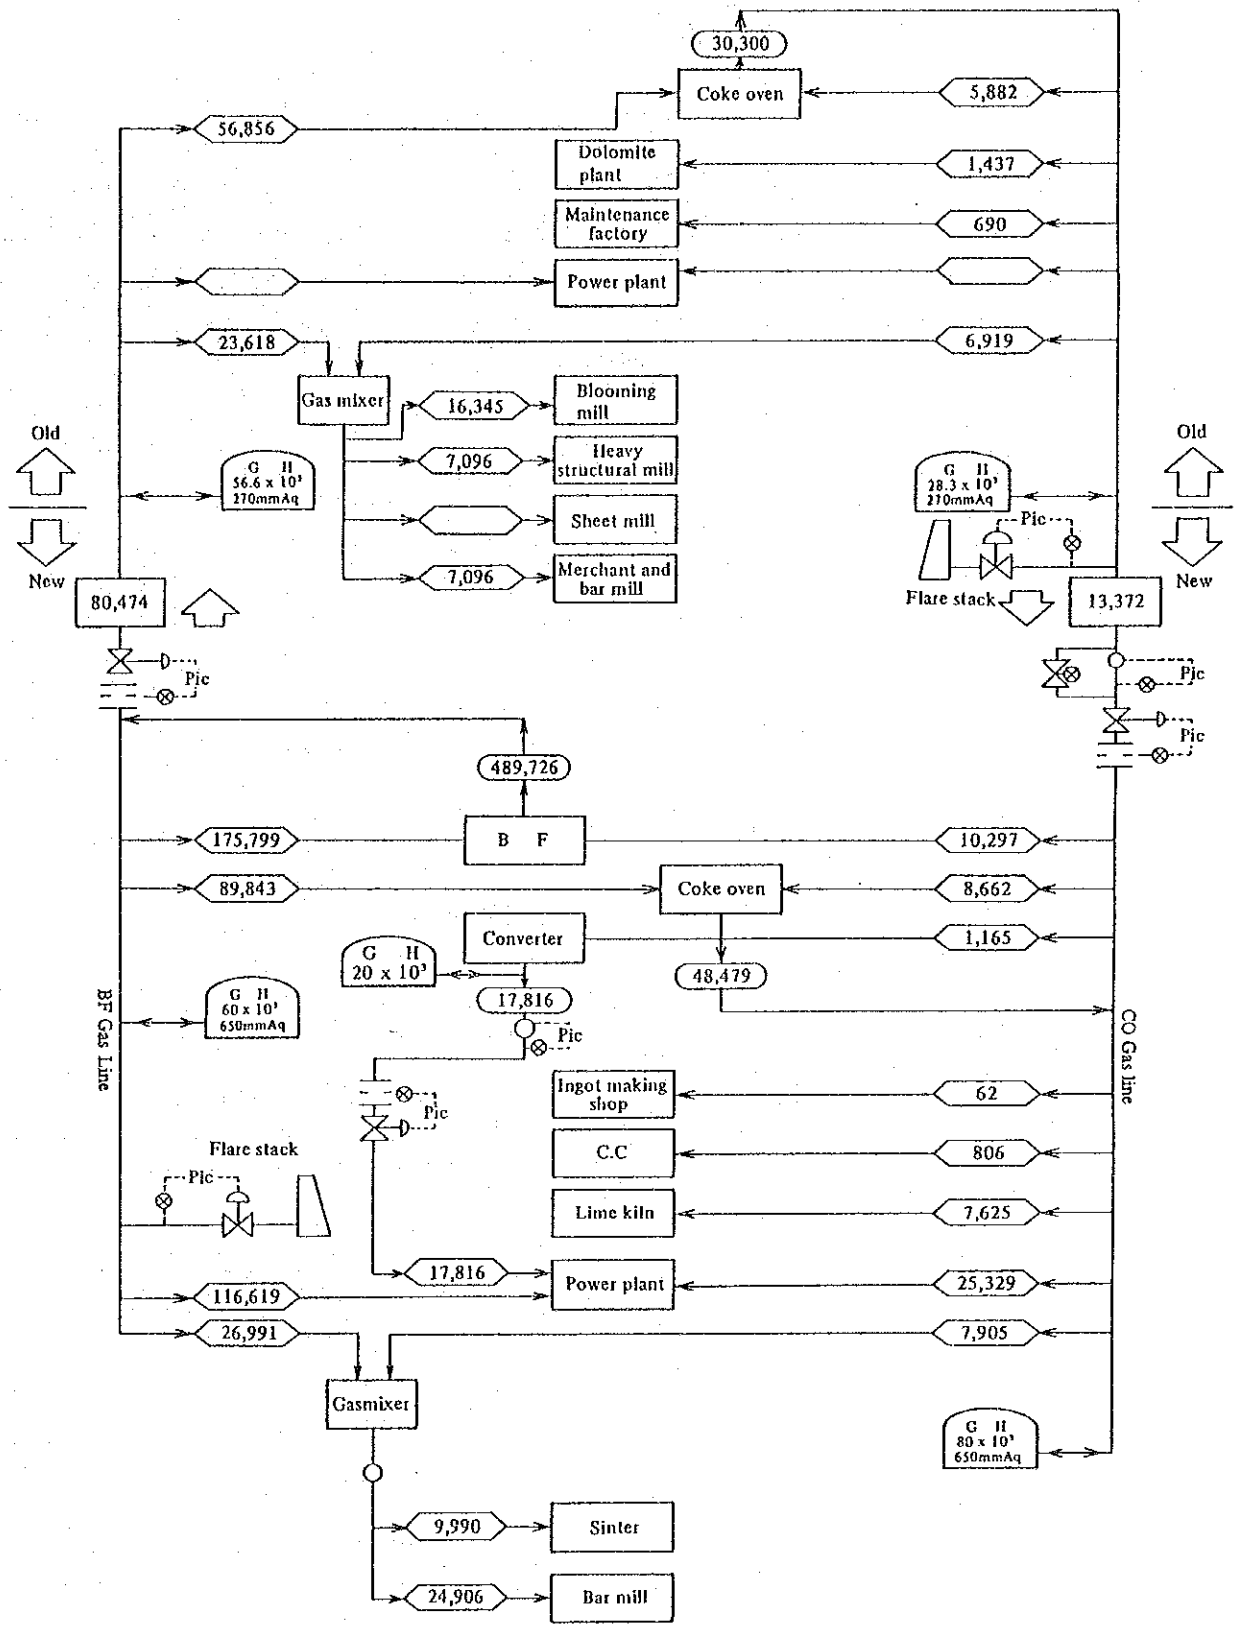 30,300
Coke oven
5,882
56,856
Dolomite
plant
1,437
Maintenance
factory
690
Power plant
23,618
6,919
Gas mixer
16,345
Blooming
mill
Old
Old
G H
56.6 x 10³
270mmAq
7,096
Heavy
structural mill
G H
28.3 x 10³
270mmAq
Sheet mill
Pic
New
7,096
Merchant and
bar mill
Flare stack
New
80,474
13,372
Pic
Pic
Pic
489,726
175,799
B F
10,297
89,843
Coke oven
8,662
Converter
1,165
G H
20 x 10³
48,479
17,816
BF Gas Line
G H
60 x 10³
650mmAq
Pic
CO Gas line
Ingot making
shop
62
Pic
Flare stack
C.C
806
Pic
Lime kiln
7,625
17,816
Power plant
25,329
116,619
26,991
7,905
Gasmixer
G H
80 x 10³
650mmAq
9,990
Sinter
24,906
Bar mill